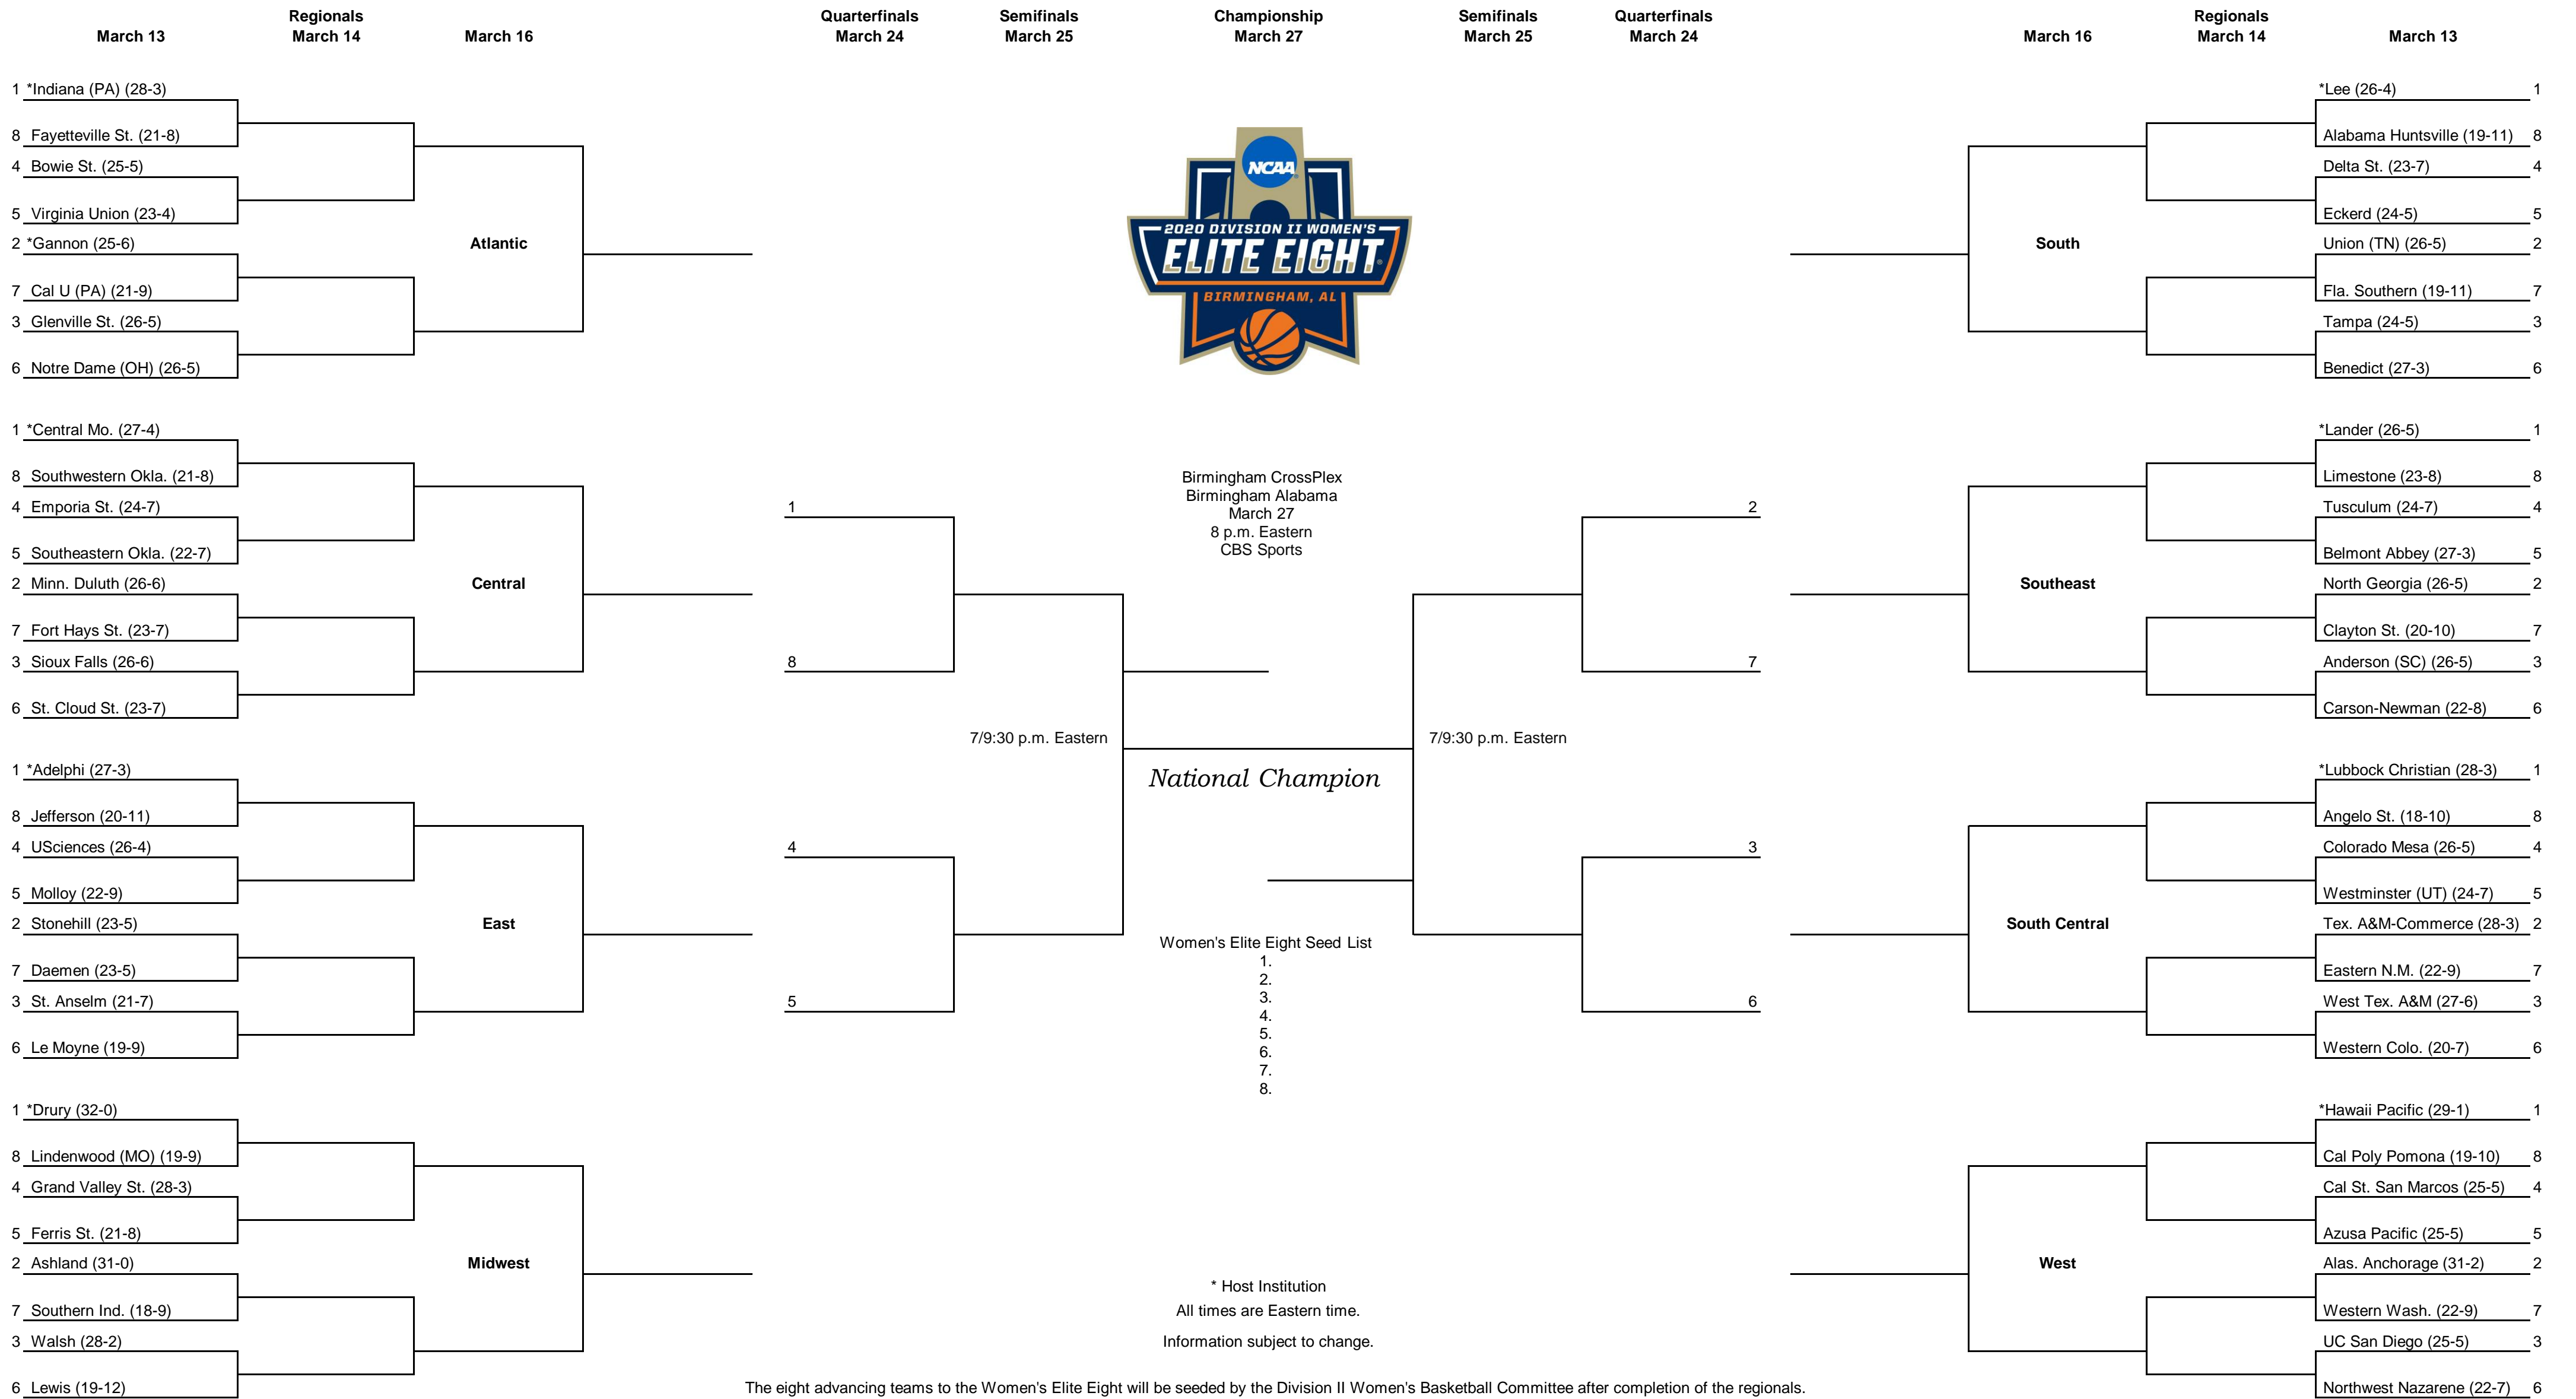 Regionals
Quarterfinals
Semifinals
Championship
Semifinals
Quarterfinals
Regionals
March 13
March 14
March 16
March 24
March 25
March 27
March 25
March 24
March 16
March 14
March 13
1 *Indiana (PA) (28-3)
8 Fayetteville St. (21-8)
4 Bowie St. (25-5)
5 Virginia Union (23-4)
2 *Gannon (25-6)
Atlantic
7 Cal U (PA) (21-9)
3 Glenville St. (26-5)
6 Notre Dame (OH) (26-5)
1 *Central Mo. (27-4)
8 Southwestern Okla. (21-8)
4 Emporia St. (24-7)
5 Southeastern Okla. (22-7)
2 Minn. Duluth (26-6)
Central
7 Fort Hays St. (23-7)
3 Sioux Falls (26-6)
6 St. Cloud St. (23-7)
1 *Adelphi (27-3)
8 Jefferson (20-11)
4 USciences (26-4)
5 Molloy (22-9)
2 Stonehill (23-5)
East
7 Daemen (23-5)
3 St. Anselm (21-7)
6 Le Moyne (19-9)
1 *Drury (32-0)
8 Lindenwood (MO) (19-9)
4 Grand Valley St. (28-3)
5 Ferris St. (21-8)
2 Ashland (31-0)
Midwest
7 Southern Ind. (18-9)
3 Walsh (28-2)
6 Lewis (19-12)
1
8
7/9:30 p.m. Eastern
4
5
NCAA
2020 DIVISION II WOMEN'S
ELITE EIGHT
BIRMINGHAM, AL
Birmingham CrossPlex
Birmingham Alabama
March 27
8 p.m. Eastern
CBS Sports
National Champion
Women's Elite Eight Seed List
1.
2.
3.
4.
5.
6.
7.
8.
* Host Institution
All times are Eastern time.
Information subject to change.
The eight advancing teams to the Women's Elite Eight will be seeded by the Division II Women's Basketball Committee after completion of the regionals.
2
7
7/9:30 p.m. Eastern
3
6
*Lee (26-4) 1
Alabama Huntsville (19-11) 8
Delta St. (23-7) 4
Eckerd (24-5) 5
Union (TN) (26-5) 2
South
Fla. Southern (19-11) 7
Tampa (24-5) 3
Benedict (27-3) 6
*Lander (26-5) 1
Limestone (23-8) 8
Tusculum (24-7) 4
Belmont Abbey (27-3) 5
North Georgia (26-5) 2
Southeast
Clayton St. (20-10) 7
Anderson (SC) (26-5) 3
Carson-Newman (22-8) 6
*Lubbock Christian (28-3) 1
Angelo St. (18-10) 8
Colorado Mesa (26-5) 4
Westminster (UT) (24-7) 5
Tex. A&M-Commerce (28-3) 2
South Central
Eastern N.M. (22-9) 7
West Tex. A&M (27-6) 3
Western Colo. (20-7) 6
*Hawaii Pacific (29-1) 1
Cal Poly Pomona (19-10) 8
Cal St. San Marcos (25-5) 4
Azusa Pacific (25-5) 5
Alas. Anchorage (31-2) 2
West
Western Wash. (22-9) 7
UC San Diego (25-5) 3
Northwest Nazarene (22-7) 6